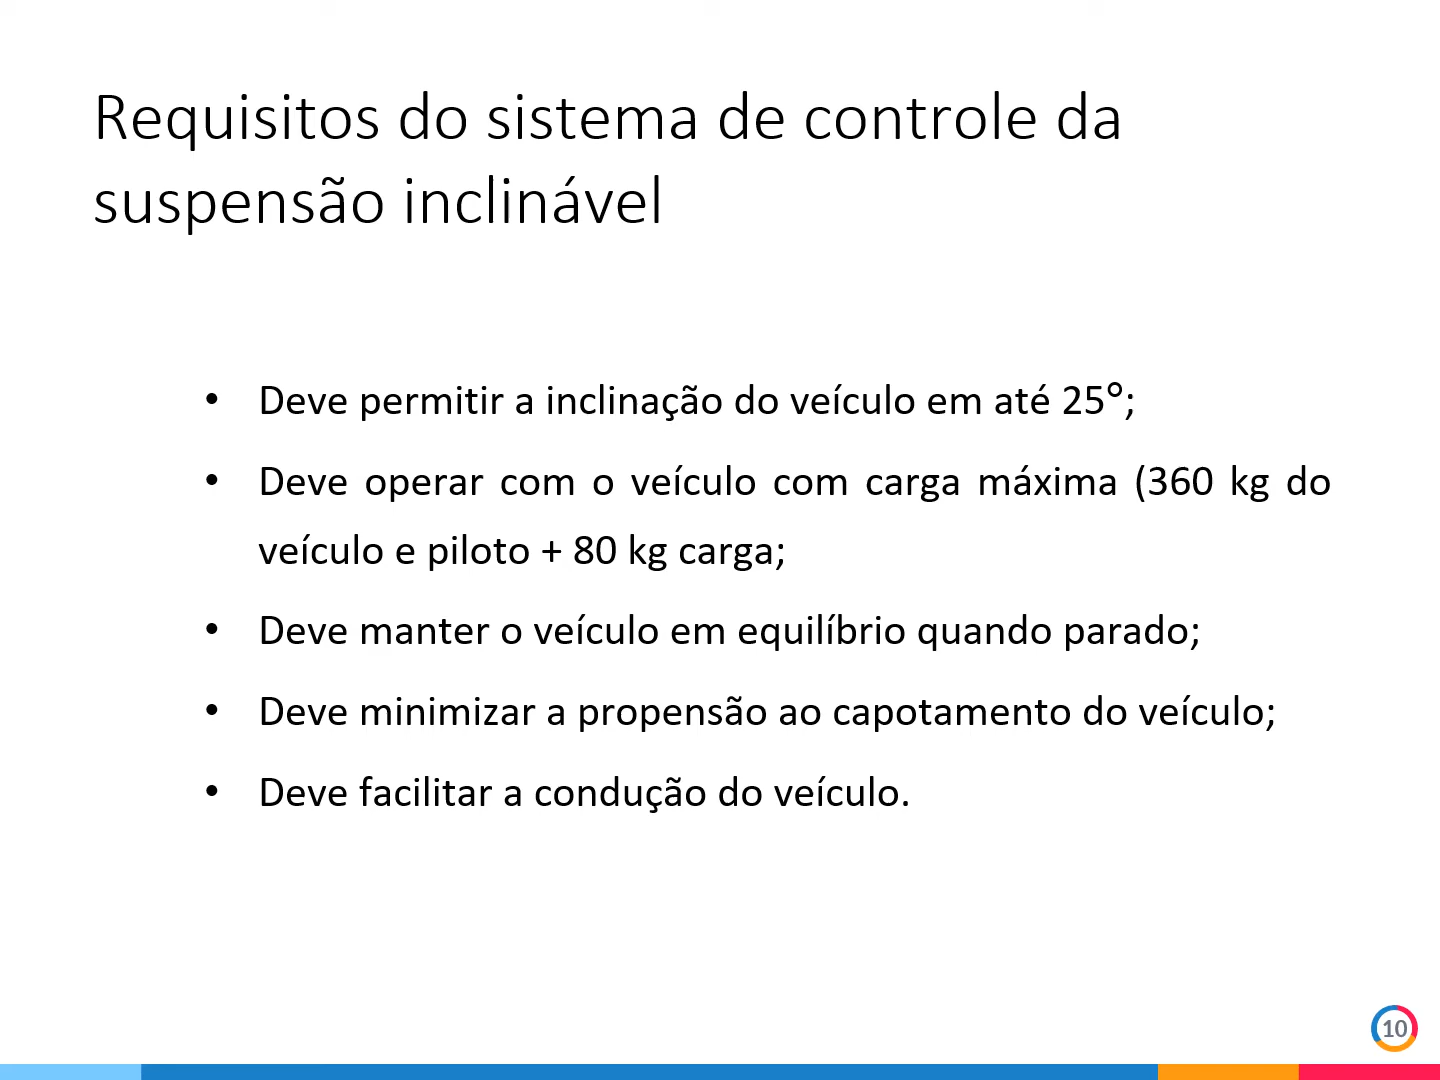 Requisitos do sistema de controle da
suspensão inclinável
• Deve permitir a inclinação do veículo em até 25°;
• Deve operar com o veículo com carga máxima (360 kg do
veículo e piloto + 80 kg carga;
• Deve manter o veículo em equilíbrio quando parado;
• Deve minimizar a propensão ao capotamento do veículo;
• Deve facilitar a condução do veículo.
10